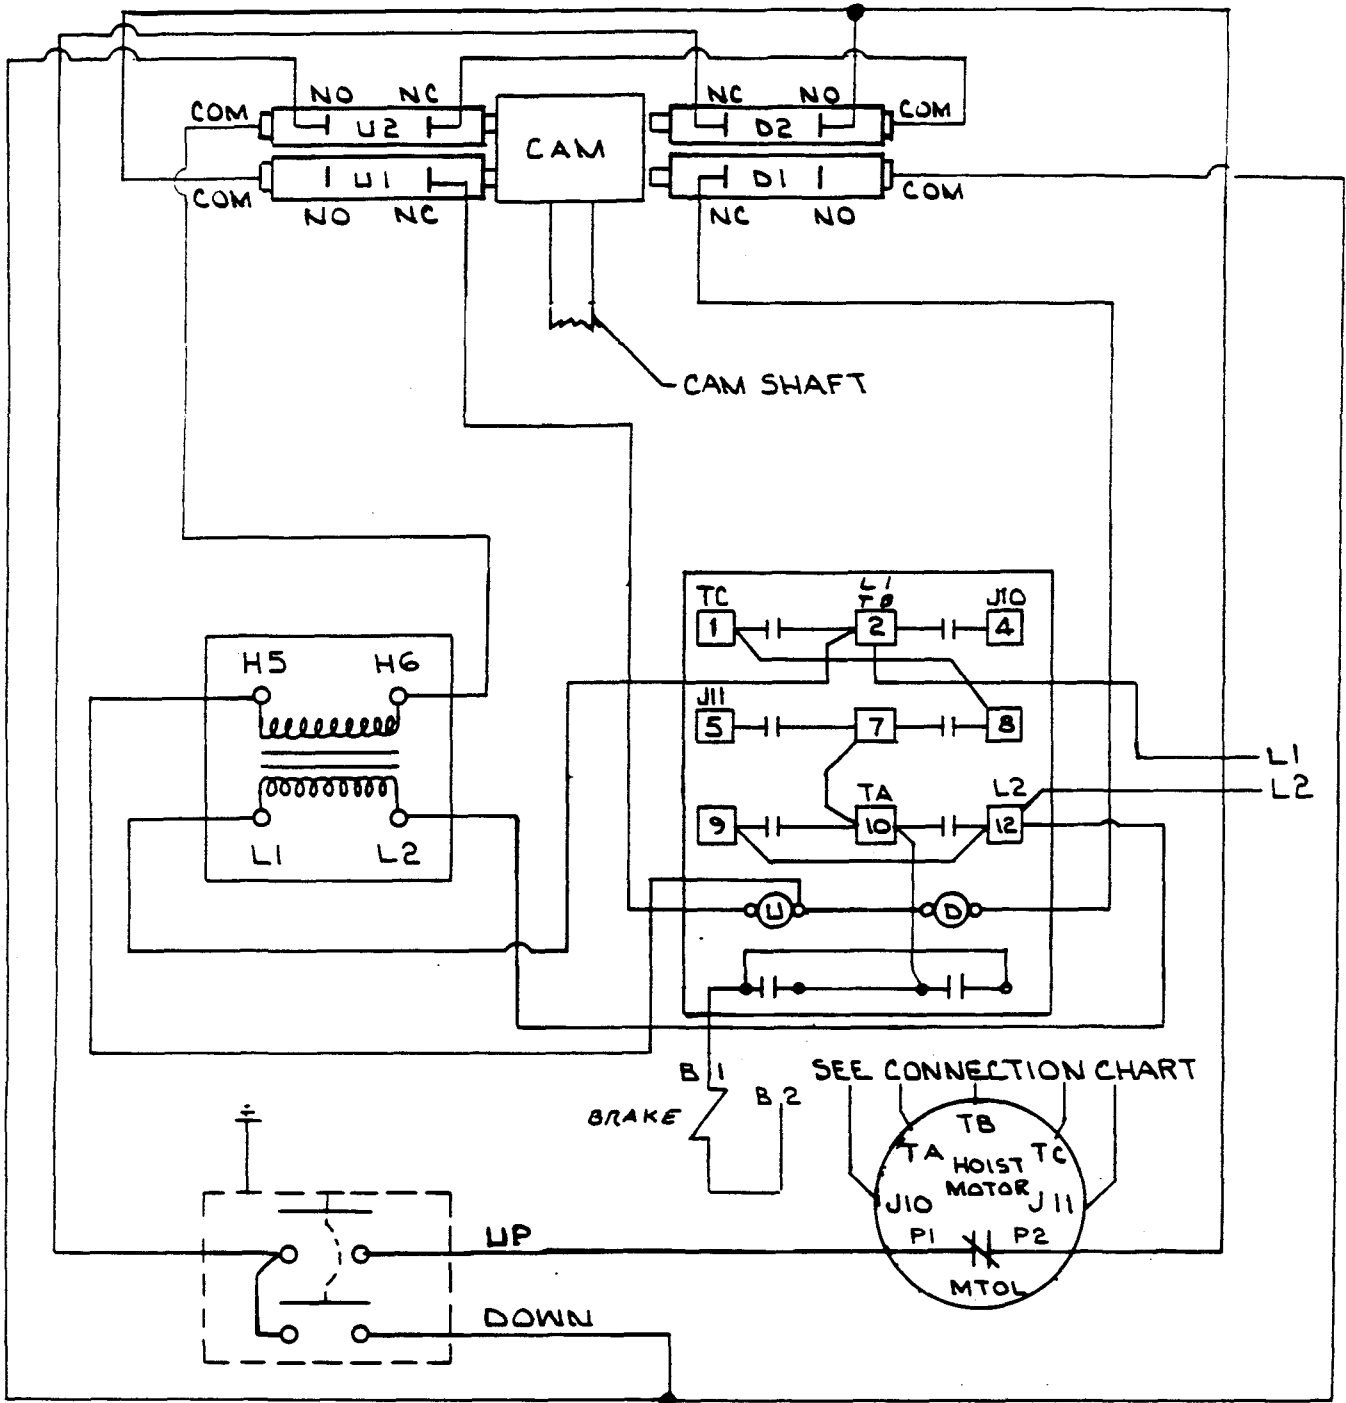 NO NC NC NO
COM U2 CAM D2 COM
COM U1 D1 COM
NO NC NC NO
CAM SHAFT
TC L1 J10
TB
1 2 4
H5 H6
J11
5 7 8
L1
L2
TA L2
9 10 12
L1 L2
U D
B1 SEE CONNECTION CHART
B2
BRAKE
TB
TA TC
HOIST
MOTOR
J10 J11
UP P1 P2
MTOL
DOWN